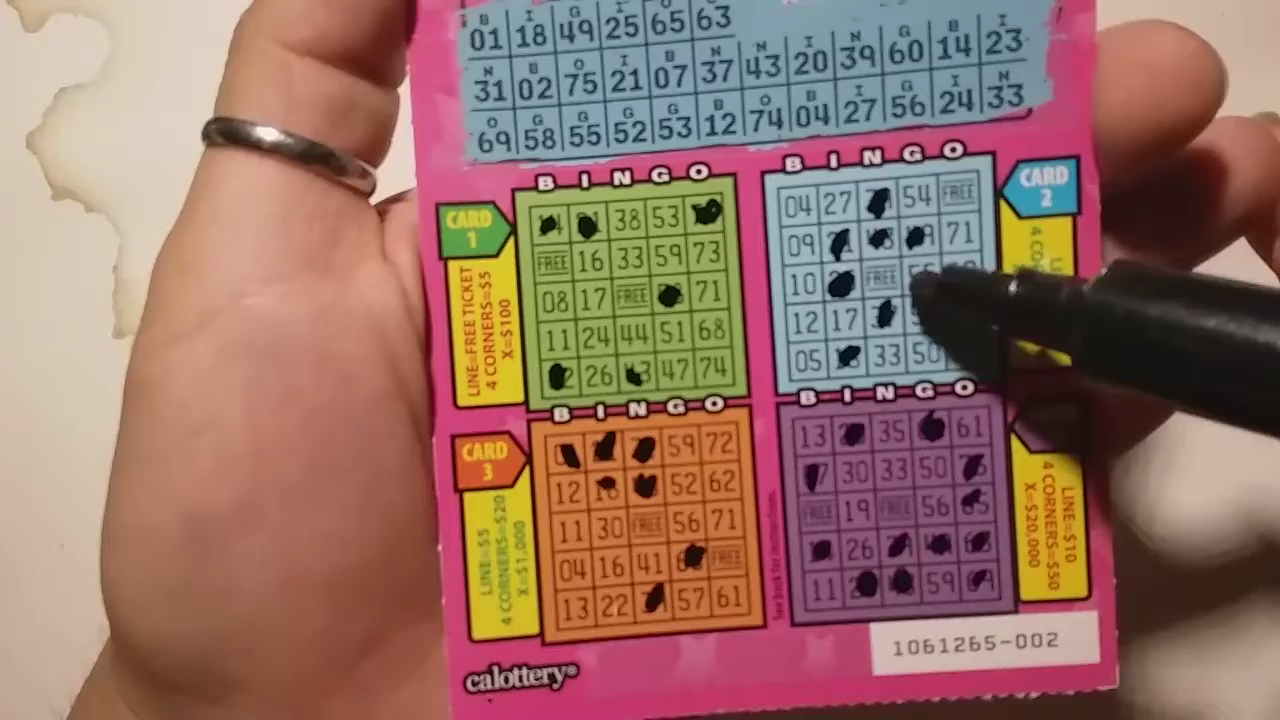 B I G I O O
01 18 49 25 65 63
N B O I B N N I N G B I
31 02 75 21 07 37 43 20 39 60 14 23
O G G G G B O B I G I N
69 58 55 52 53 12 74 04 27 56 24 33
CARD 1
LINE=FREE TICKET
4 CORNERS=$5
X=$100
B I N G O
38 53
FREE 16 33 59 73
08 17 FREE 71
11 24 44 51 68
26 47 74
CARD 2
B I N G O
04 27 54 FREE
09 71
10 FREE
12 17
05 33 50
CARD 3
LINE=$5
4 CORNERS=$20
X=$1,000
B I N G O
59 72
12 52 62
11 30 FREE 56 71
04 16 41 FREE
13 22 57 61
B I N G O
13 35 61
30 33 50
FREE 19 FREE 56
26
11 59
LINE=$10
4 CORNERS=$50
X=$20,000
See back for instructions.
1061265-002
calottery®